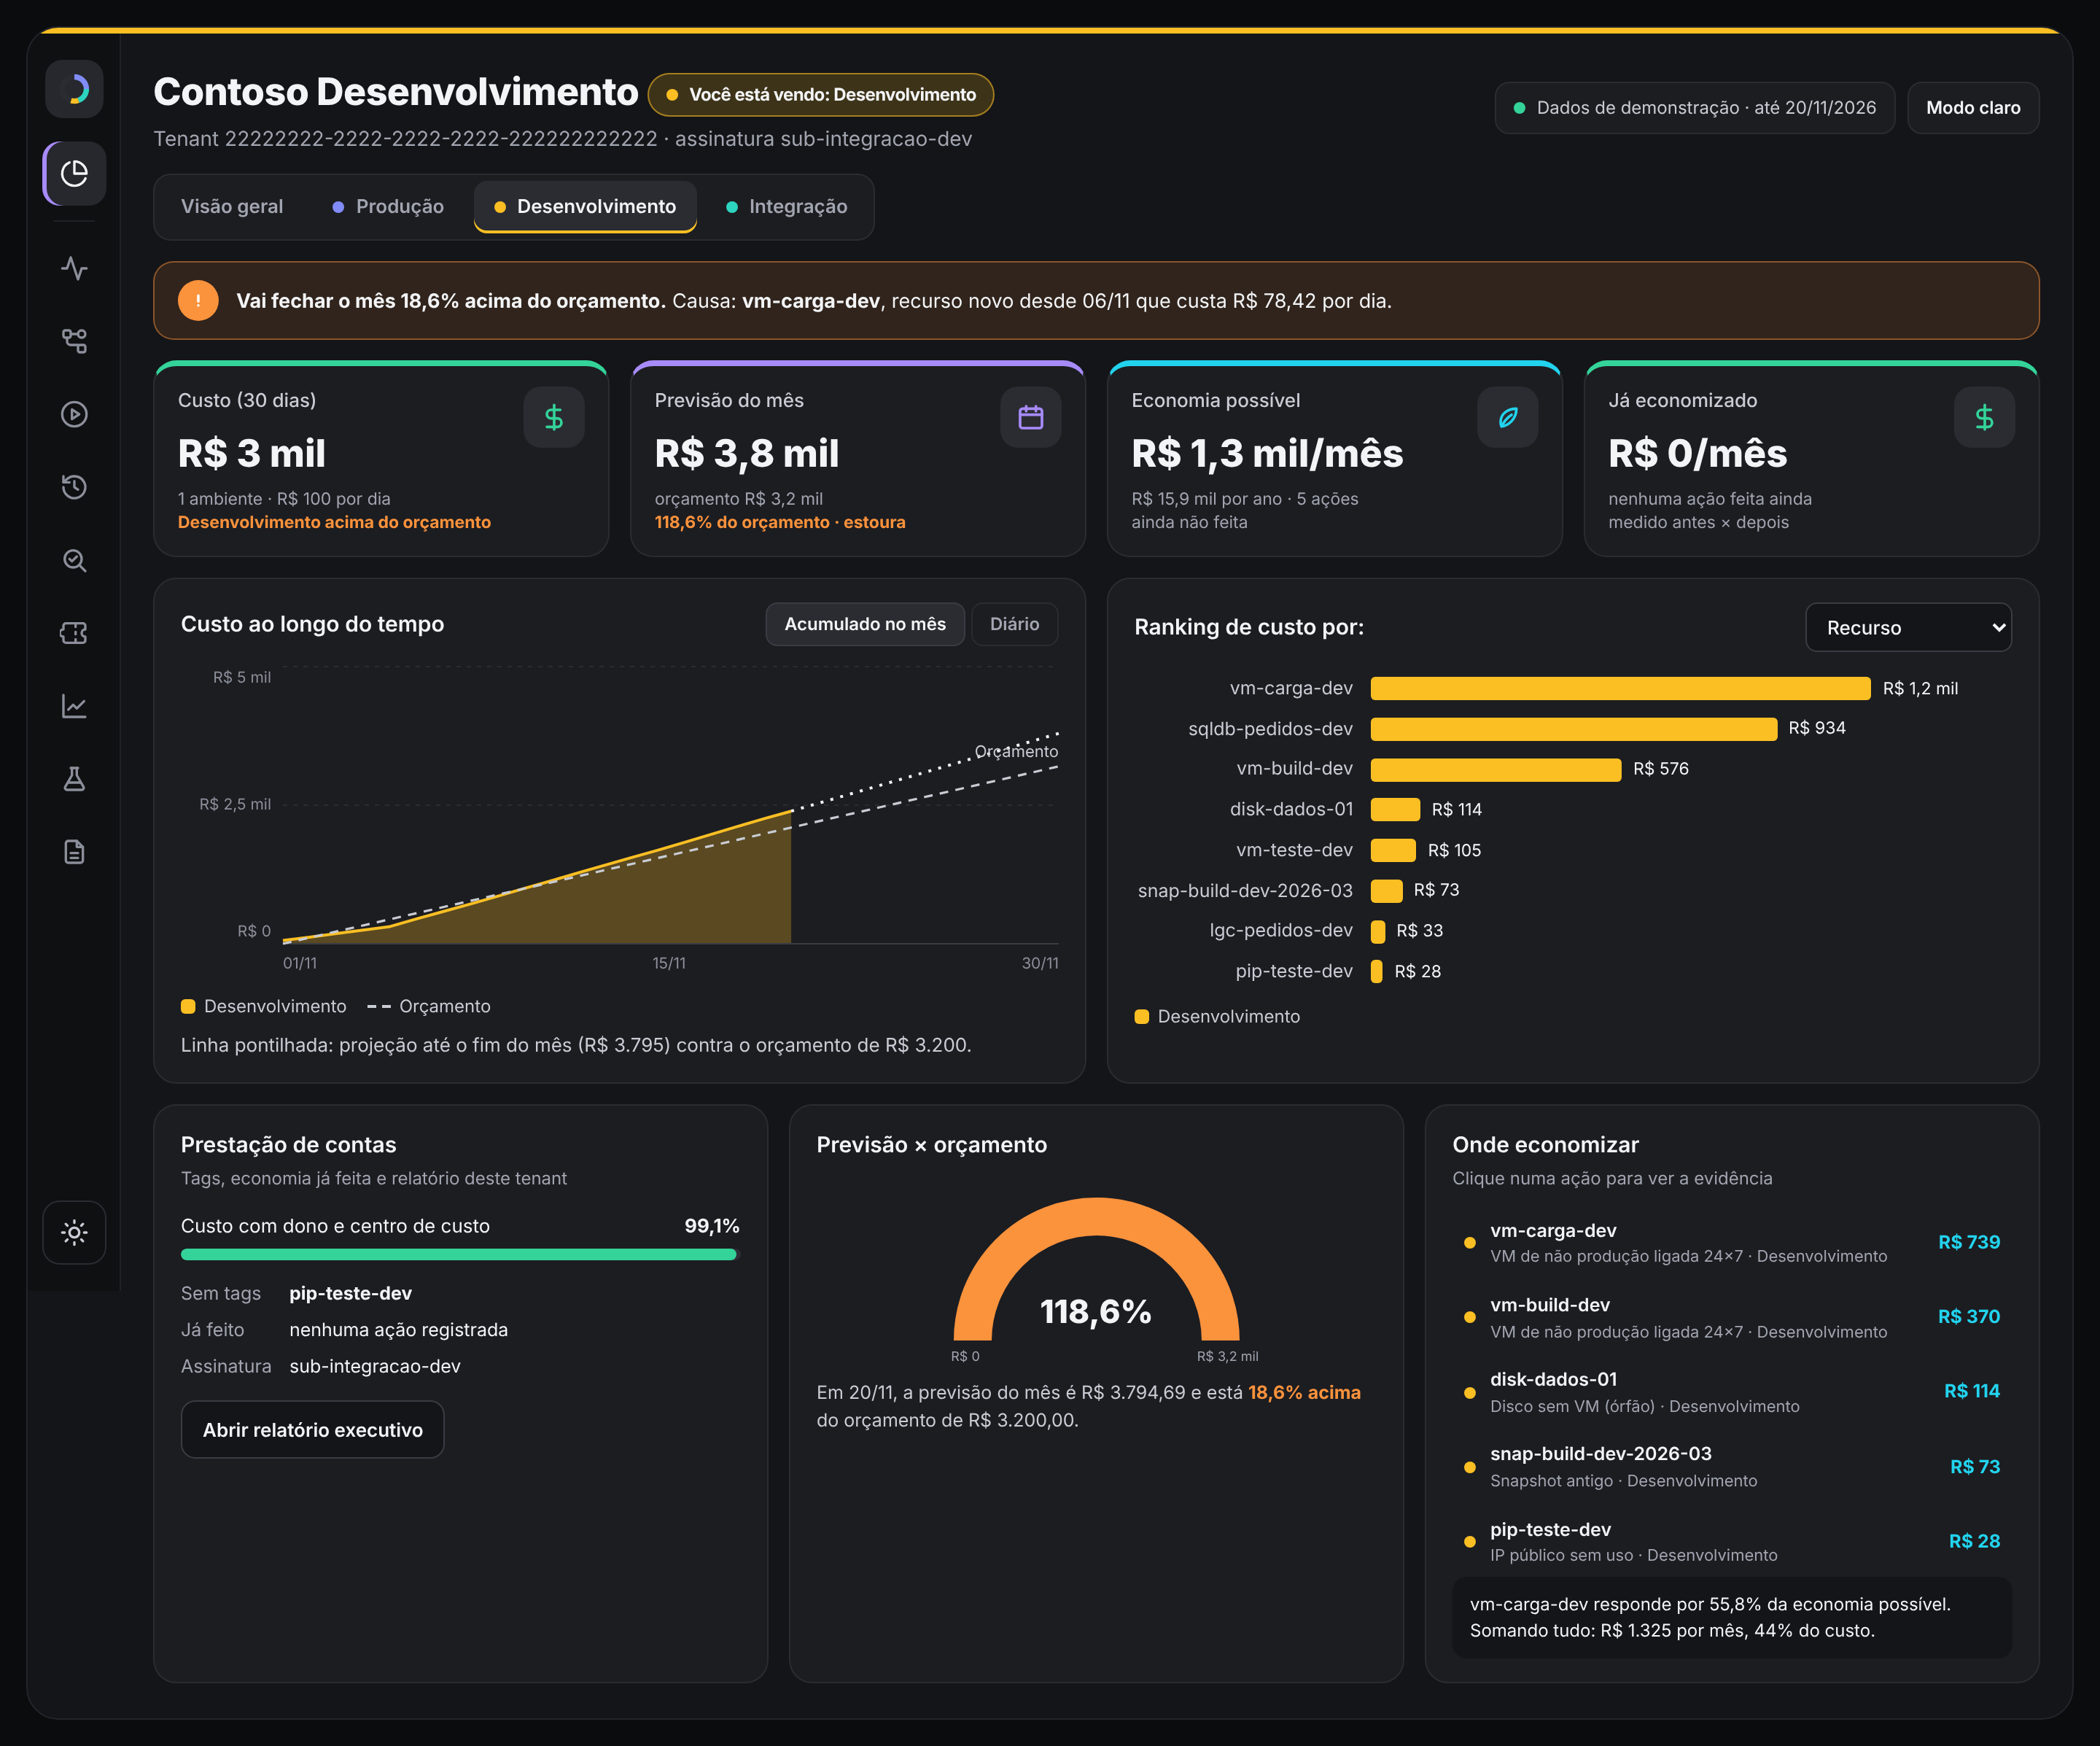 Contoso Desenvolvimento
Você está vendo: Desenvolvimento
Tenant 22222222-2222-2222-2222-222222222222 · assinatura sub-integracao-dev
Dados de demonstração · até 20/11/2026
Modo claro
Visão geral
Produção
Desenvolvimento
Integração
Vai fechar o mês 18,6% acima do orçamento. Causa: vm-carga-dev, recurso novo desde 06/11 que custa R$ 78,42 por dia.
Custo (30 dias)
R$ 3 mil
1 ambiente · R$ 100 por dia
Desenvolvimento acima do orçamento
Previsão do mês
R$ 3,8 mil
orçamento R$ 3,2 mil
118,6% do orçamento · estoura
Economia possível
R$ 1,3 mil/mês
R$ 15,9 mil por ano · 5 ações
ainda não feita
Já economizado
R$ 0/mês
nenhuma ação feita ainda
medido antes × depois
Custo ao longo do tempo
Acumulado no mês
Diário
R$ 5 mil
Orçamento
R$ 2,5 mil
R$ 0
01/11
15/11
30/11
Desenvolvimento
Orçamento
Linha pontilhada: projeção até o fim do mês (R$ 3.795) contra o orçamento de R$ 3.200.
Ranking de custo por:
Recurso
vm-carga-dev R$ 1,2 mil
sqldb-pedidos-dev R$ 934
vm-build-dev R$ 576
disk-dados-01 R$ 114
vm-teste-dev R$ 105
snap-build-dev-2026-03 R$ 73
lgc-pedidos-dev R$ 33
pip-teste-dev R$ 28
Desenvolvimento
Prestação de contas
Tags, economia já feita e relatório deste tenant
Custo com dono e centro de custo 99,1%
Sem tags pip-teste-dev
Já feito nenhuma ação registrada
Assinatura sub-integracao-dev
Abrir relatório executivo
Previsão × orçamento
118,6%
R$ 0
R$ 3,2 mil
Em 20/11, a previsão do mês é R$ 3.794,69 e está 18,6% acima
do orçamento de R$ 3.200,00.
Onde economizar
Clique numa ação para ver a evidência
vm-carga-dev
VM de não produção ligada 24×7 · Desenvolvimento
R$ 739
vm-build-dev
VM de não produção ligada 24×7 · Desenvolvimento
R$ 370
disk-dados-01
Disco sem VM (órfão) · Desenvolvimento
R$ 114
snap-build-dev-2026-03
Snapshot antigo · Desenvolvimento
R$ 73
pip-teste-dev
IP público sem uso · Desenvolvimento
R$ 28
vm-carga-dev responde por 55,8% da economia possível.
Somando tudo: R$ 1.325 por mês, 44% do custo.